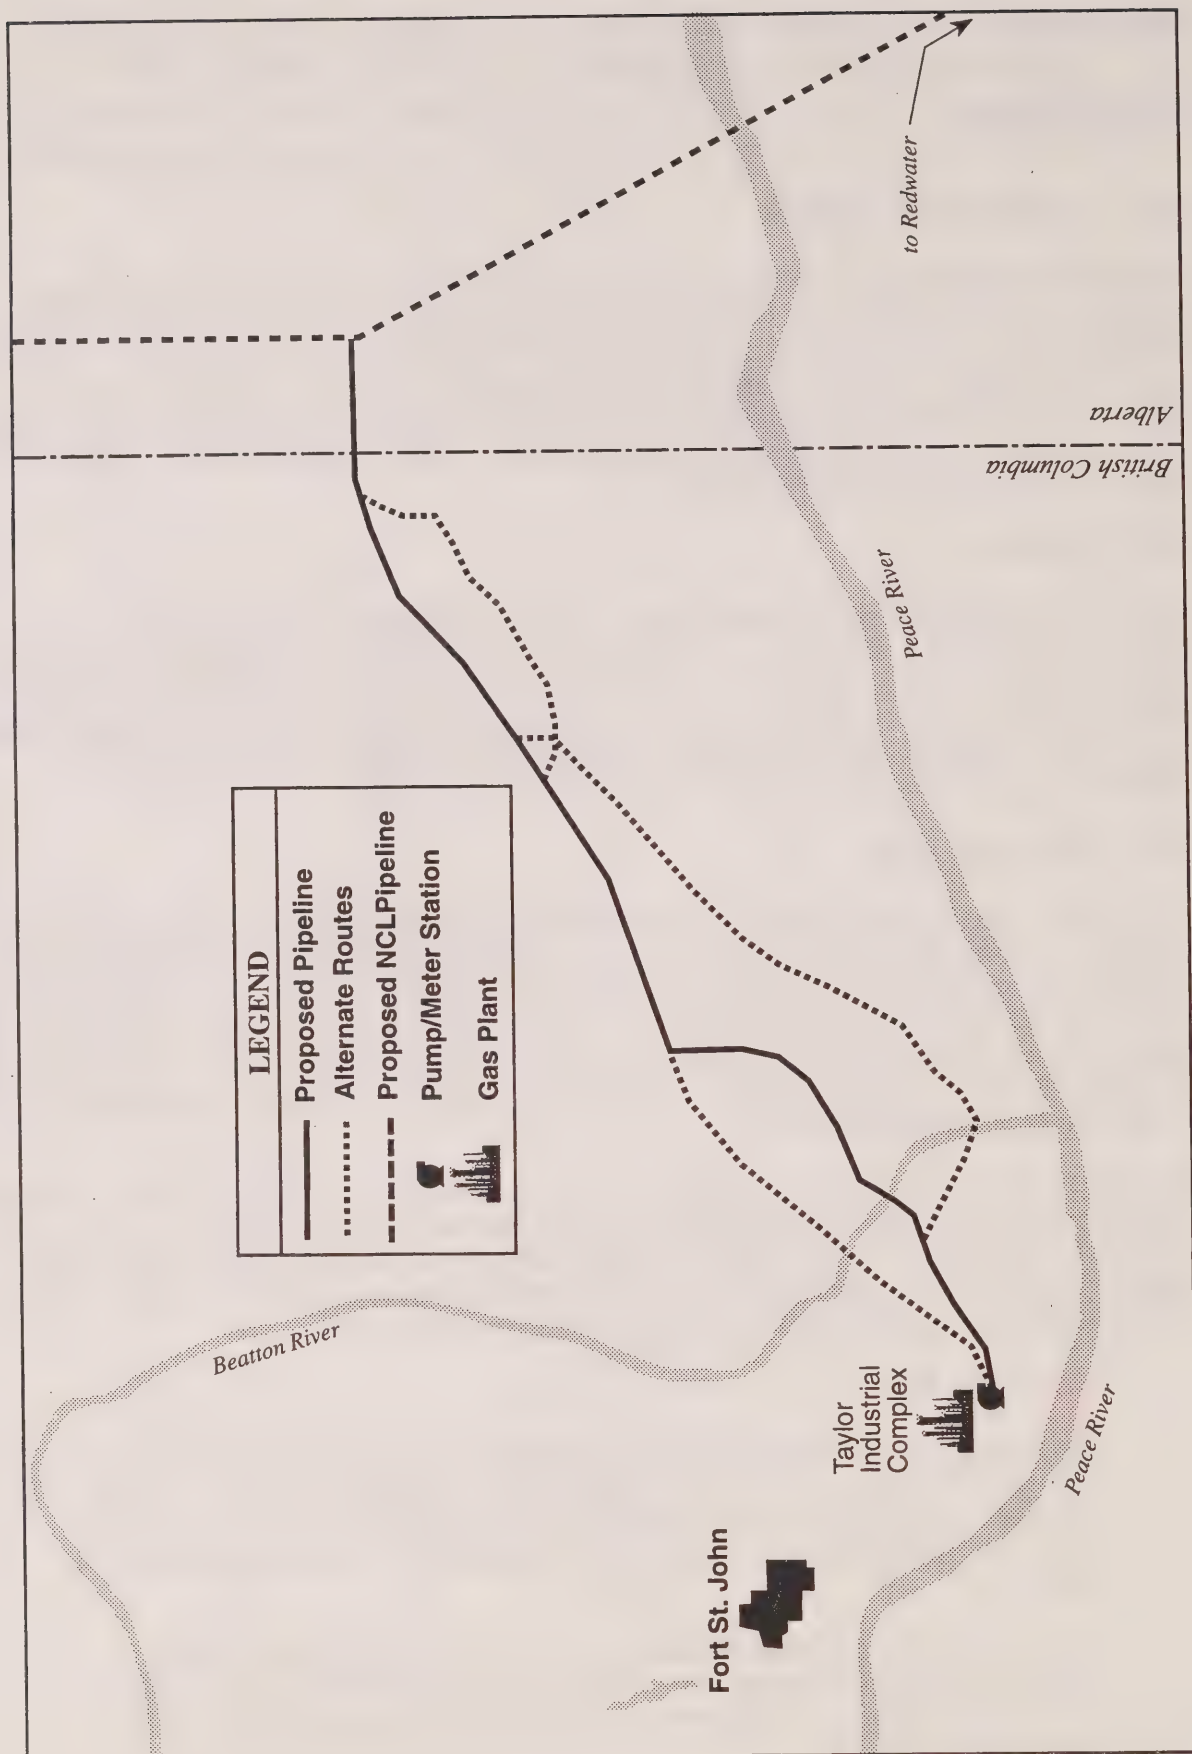 LEGEND
Proposed Pipeline
Alternate Routes
Proposed NCLPipeline
Pump/Meter Station
Gas Plant
Beatton River
Fort St. John
Taylor
Industrial
Complex
Peace River
Peace River
British Columbia
Alberta
to Redwater